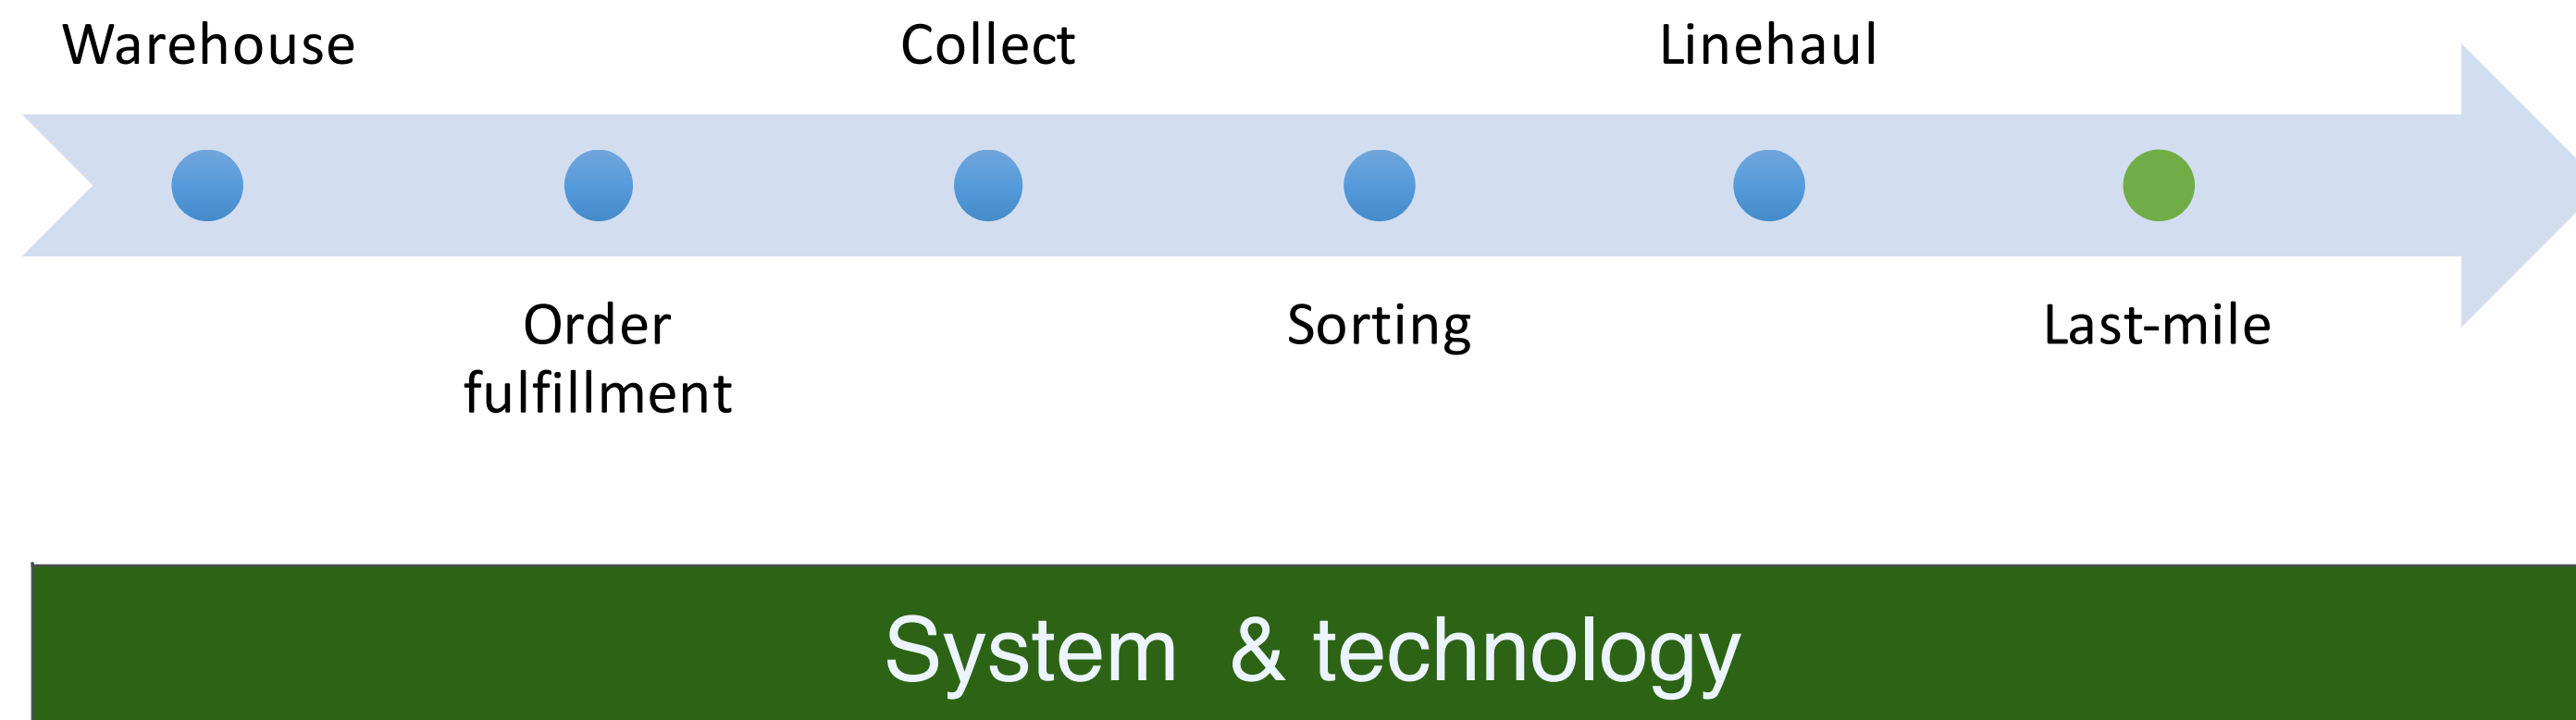 Warehouse
Collect
Linehaul
Order
fulfillment
Sorting
Last-mile
System & technology